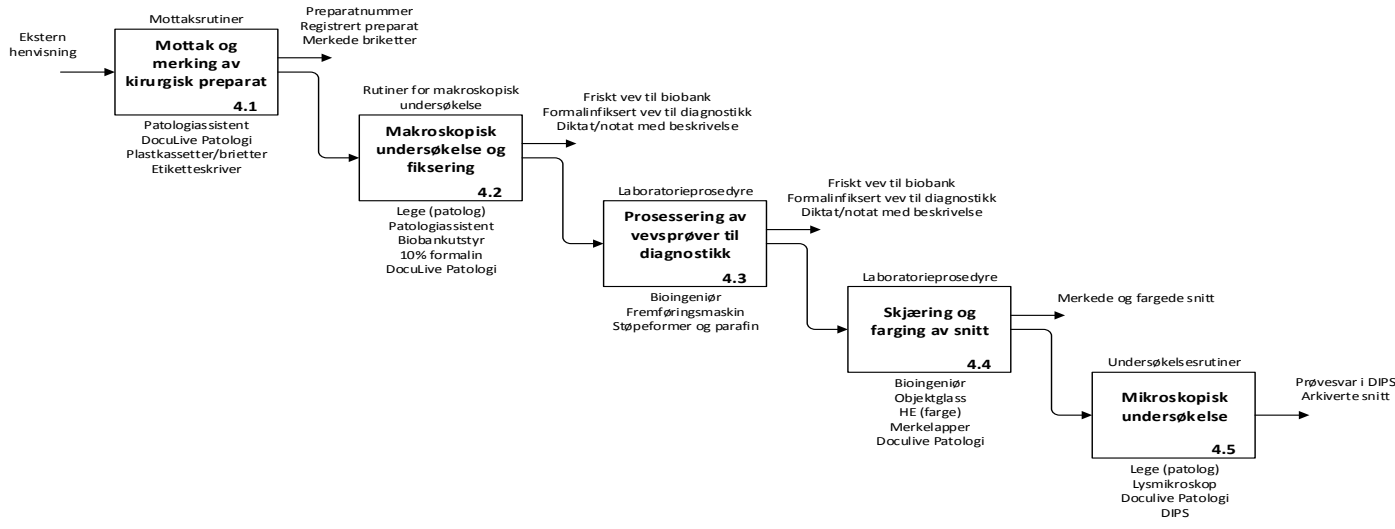 Mottaksrutiner
Ekstern
henvisning
Mottak og
merking av
kirurgisk preparat
4.1
Preparatnummer
Registrert preparat
Merkede briketter
Patologiassistent
DocuLive Patologi
Plastkassetter/brietter
Etiketteskriver
Rutiner for makroskopisk
undersøkelse
Makroskopisk
undersøkelse og
fiksering
4.2
Friskt vev til biobank
Formalinfiksert vev til diagnostikk
Diktat/notat med beskrivelse
Lege (patolog)
Patologiassistent
Biobankutstyr
10% formalin
DocuLive Patologi
Laboratorieprosedyre
Prosessering av
vevsprøver til
diagnostikk
4.3
Friskt vev til biobank
Formalinfiksert vev til diagnostikk
Diktat/notat med beskrivelse
Bioingeniør
Fremføringsmaskin
Støpeformer og parafin
Laboratorieprosedyre
Skjæring og
farging av snitt
4.4
Merkede og fargede snitt
Bioingeniør
Objektglass
HE (farge)
Merkelapper
Doculive Patologi
Undersøkelsesrutiner
Mikroskopisk
undersøkelse
4.5
Prøvesvar i DIPS
Arkiverte snitt
Lege (patolog)
Lysmikroskop
Doculive Patologi
DIPS